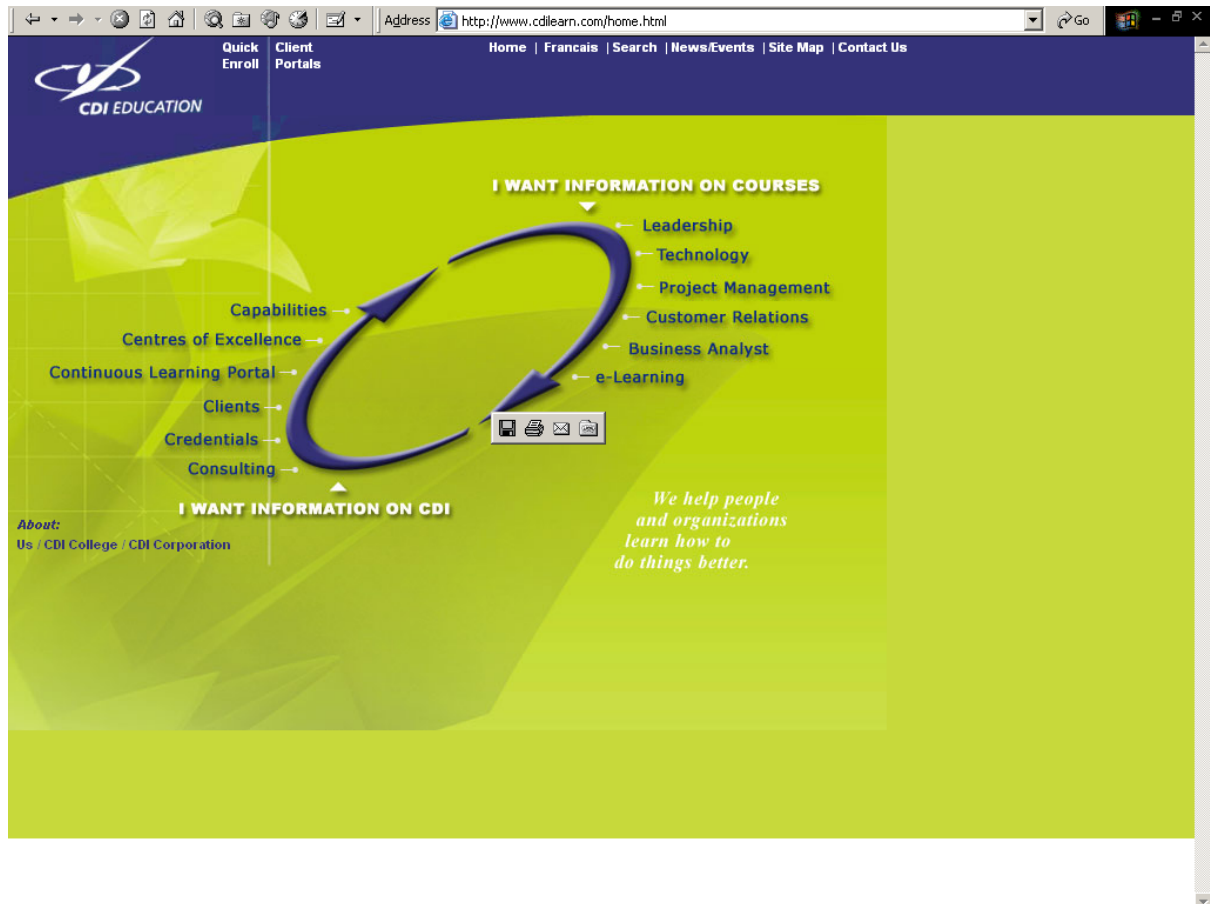 Address http://www.cdilearn.com/home.html Go
Quick Enroll
Client Portals
Home | Francais | Search | News/Events | Site Map | Contact Us
CDI EDUCATION
I WANT INFORMATION ON COURSES
Leadership
Technology
Project Management
Customer Relations
Business Analyst
e-Learning
Capabilities
Centres of Excellence
Continuous Learning Portal
Clients
Credentials
Consulting
I WANT INFORMATION ON CDI
We help people
and organizations
learn how to
do things better.
About:
Us / CDI College / CDI Corporation